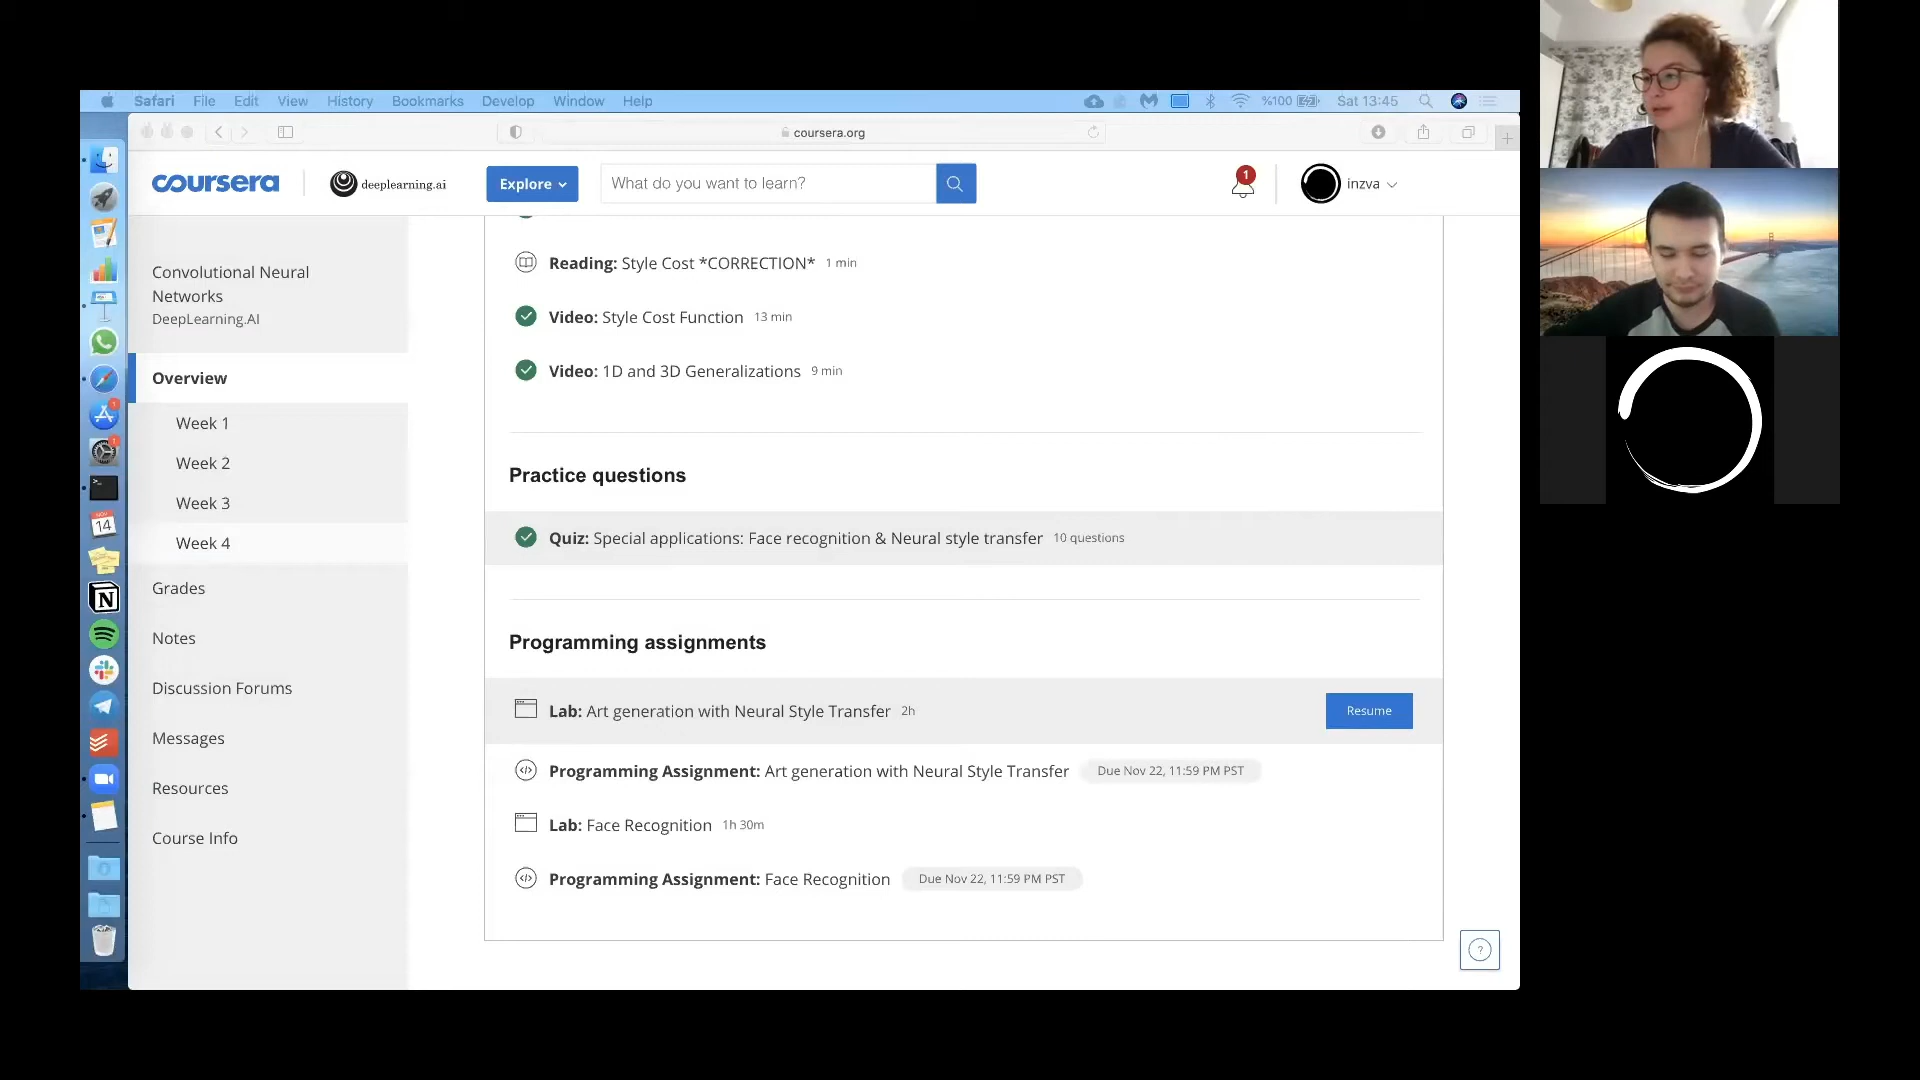 Safari File Edit View History Bookmarks Develop Window Help %100 Sat 13:45
coursera.org
coursera deeplearning.ai Explore What do you want to learn? 1 inzva
Convolutional Neural
Networks
DeepLearning.AI
Overview
Week 1
Week 2
Week 3
Week 4
Grades
Notes
Discussion Forums
Messages
Resources
Course Info
Reading: Style Cost *CORRECTION* 1 min
Video: Style Cost Function 13 min
Video: 1D and 3D Generalizations 9 min
Practice questions
Quiz: Special applications: Face recognition & Neural style transfer 10 questions
Programming assignments
Lab: Art generation with Neural Style Transfer 2h Resume
Programming Assignment: Art generation with Neural Style Transfer Due Nov 22, 11:59 PM PST
Lab: Face Recognition 1h 30m
Programming Assignment: Face Recognition Due Nov 22, 11:59 PM PST
?
1
1
NOV
14
N